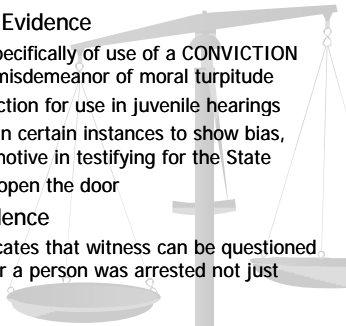 Evidence
pecifically of use of a CONVICTION
misdemeanor of moral turpitude
ction for use in juvenile hearings
n certain instances to show bias,
notive in testifying for the State
open the door
lence
cates that witness can be questioned
r a person was arrested not just